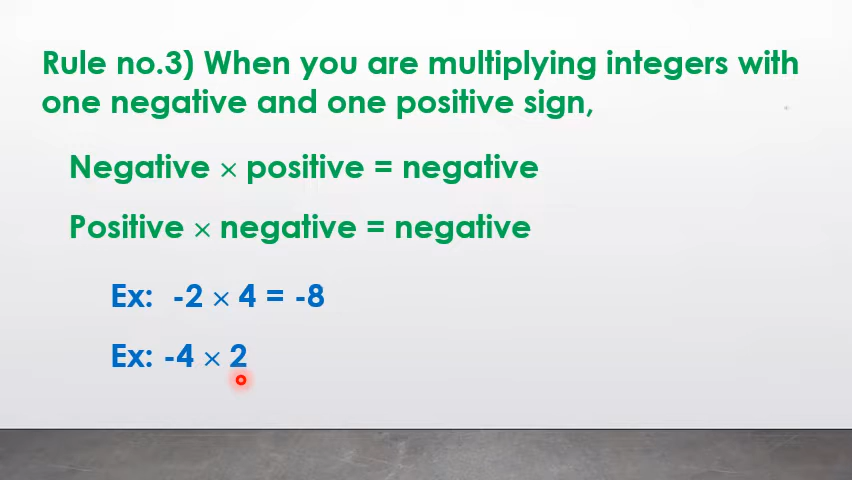 Rule no.3) When you are multiplying integers with
one negative and one positive sign,
Negative × positive = negative
Positive × negative = negative
Ex: -2 × 4 = -8
Ex: -4 × 2